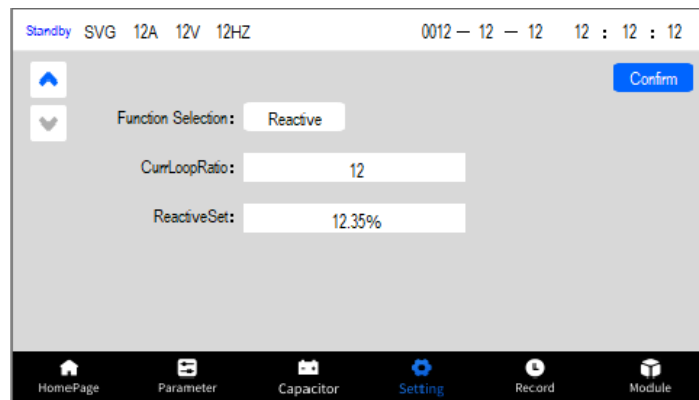 Standby SVG 12A 12V 12HZ 0012 — 12 — 12 12 : 12 : 12
Confirm
Function Selection: Reactive
CurrLoopRatio: 12
ReactiveSet: 12.35%
HomePage Parameter Capacitor Setting Record Module